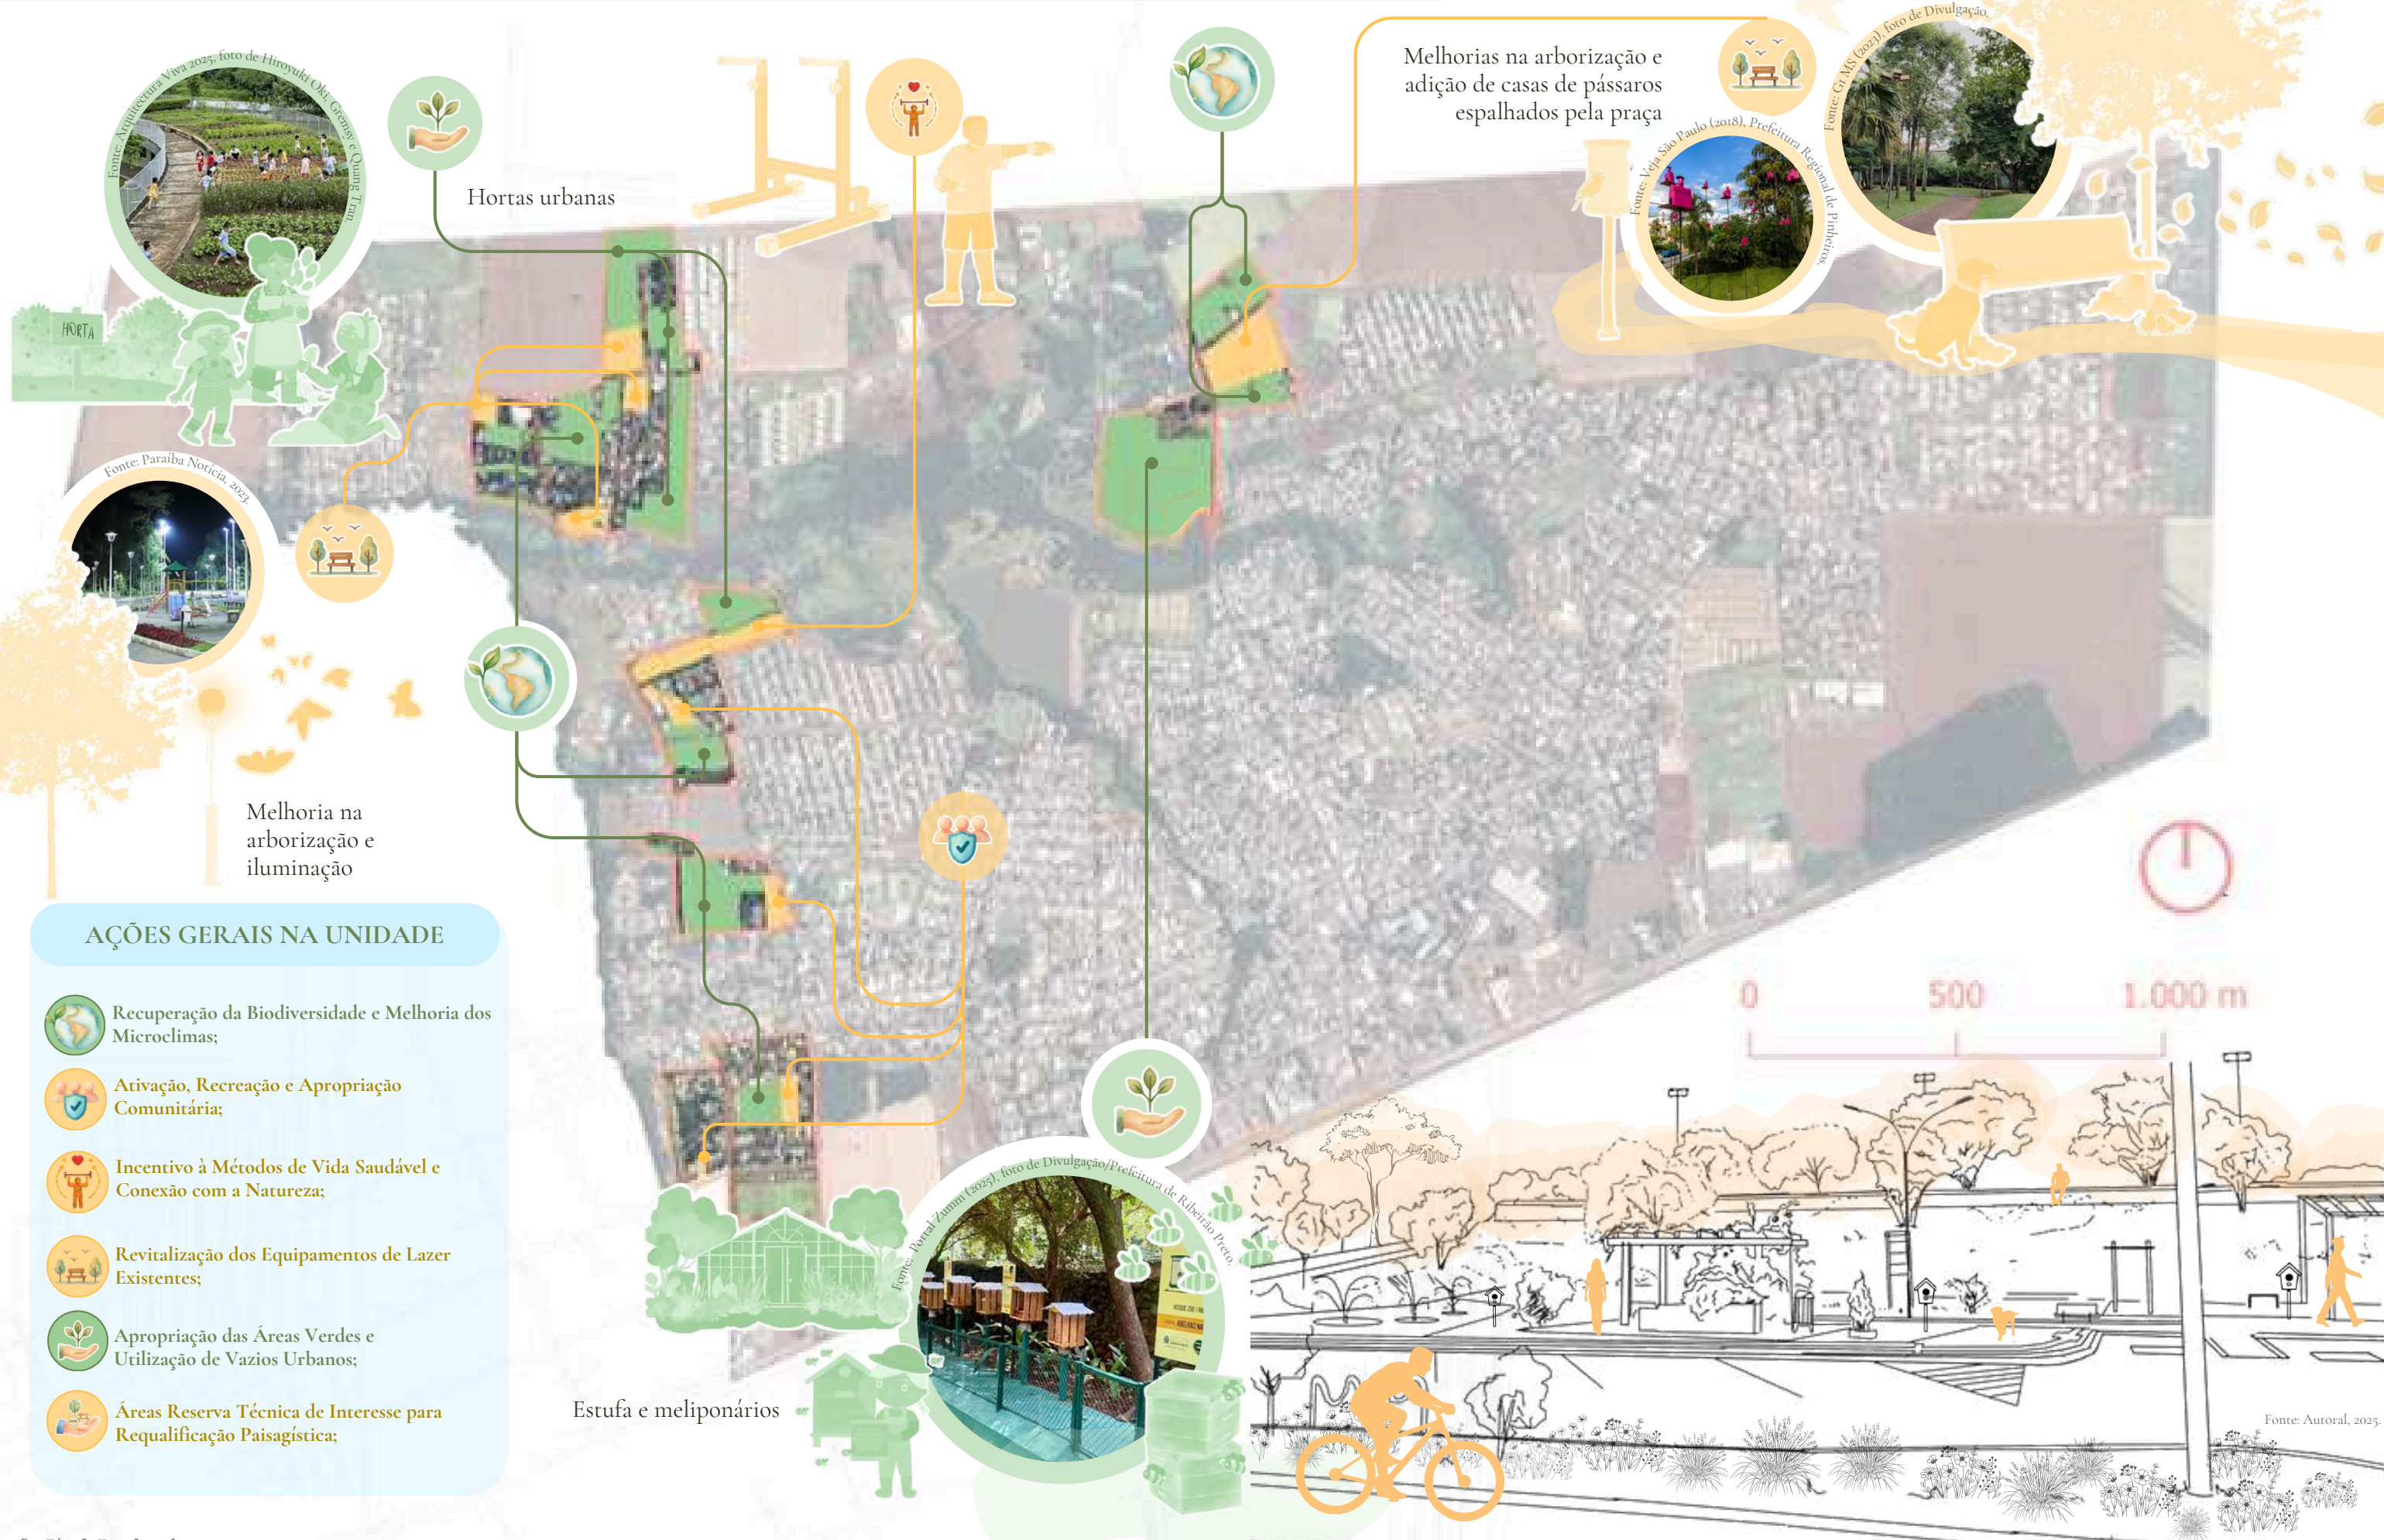 Fonte: Arquitectura Viva 2025, foto de Hiroyuki Oki, Gremsy e Quang Tran.
Hortas urbanas
HORTA
Melhorias na arborização e
adição de casas de pássaros
espalhados pela praça
Fonte: Veja São Paulo (2018), Prefeitura Regional de Pinheiros.
Fonte: G1 MS (2023), foto de Divulgação.
Fonte: Paraíba Notícia, 2023.
Melhoria na
arborização e
iluminação
AÇÕES GERAIS NA UNIDADE
Recuperação da Biodiversidade e Melhoria dos
Microclimas;
Ativação, Recreação e Apropriação
Comunitária;
Incentivo à Métodos de Vida Saudável e
Conexão com a Natureza;
Revitalização dos Equipamentos de Lazer
Existentes;
Apropriação das Áreas Verdes e
Utilização de Vazios Urbanos;
Áreas Reserva Técnica de Interesse para
Requalificação Paisagística;
0 500 1.000 m
Fonte: Portal Zumm (2025), foto de Divulgação/Prefeitura de Ribeirão Preto.
Estufa e meliponários
Fonte: Autoral, 2025.